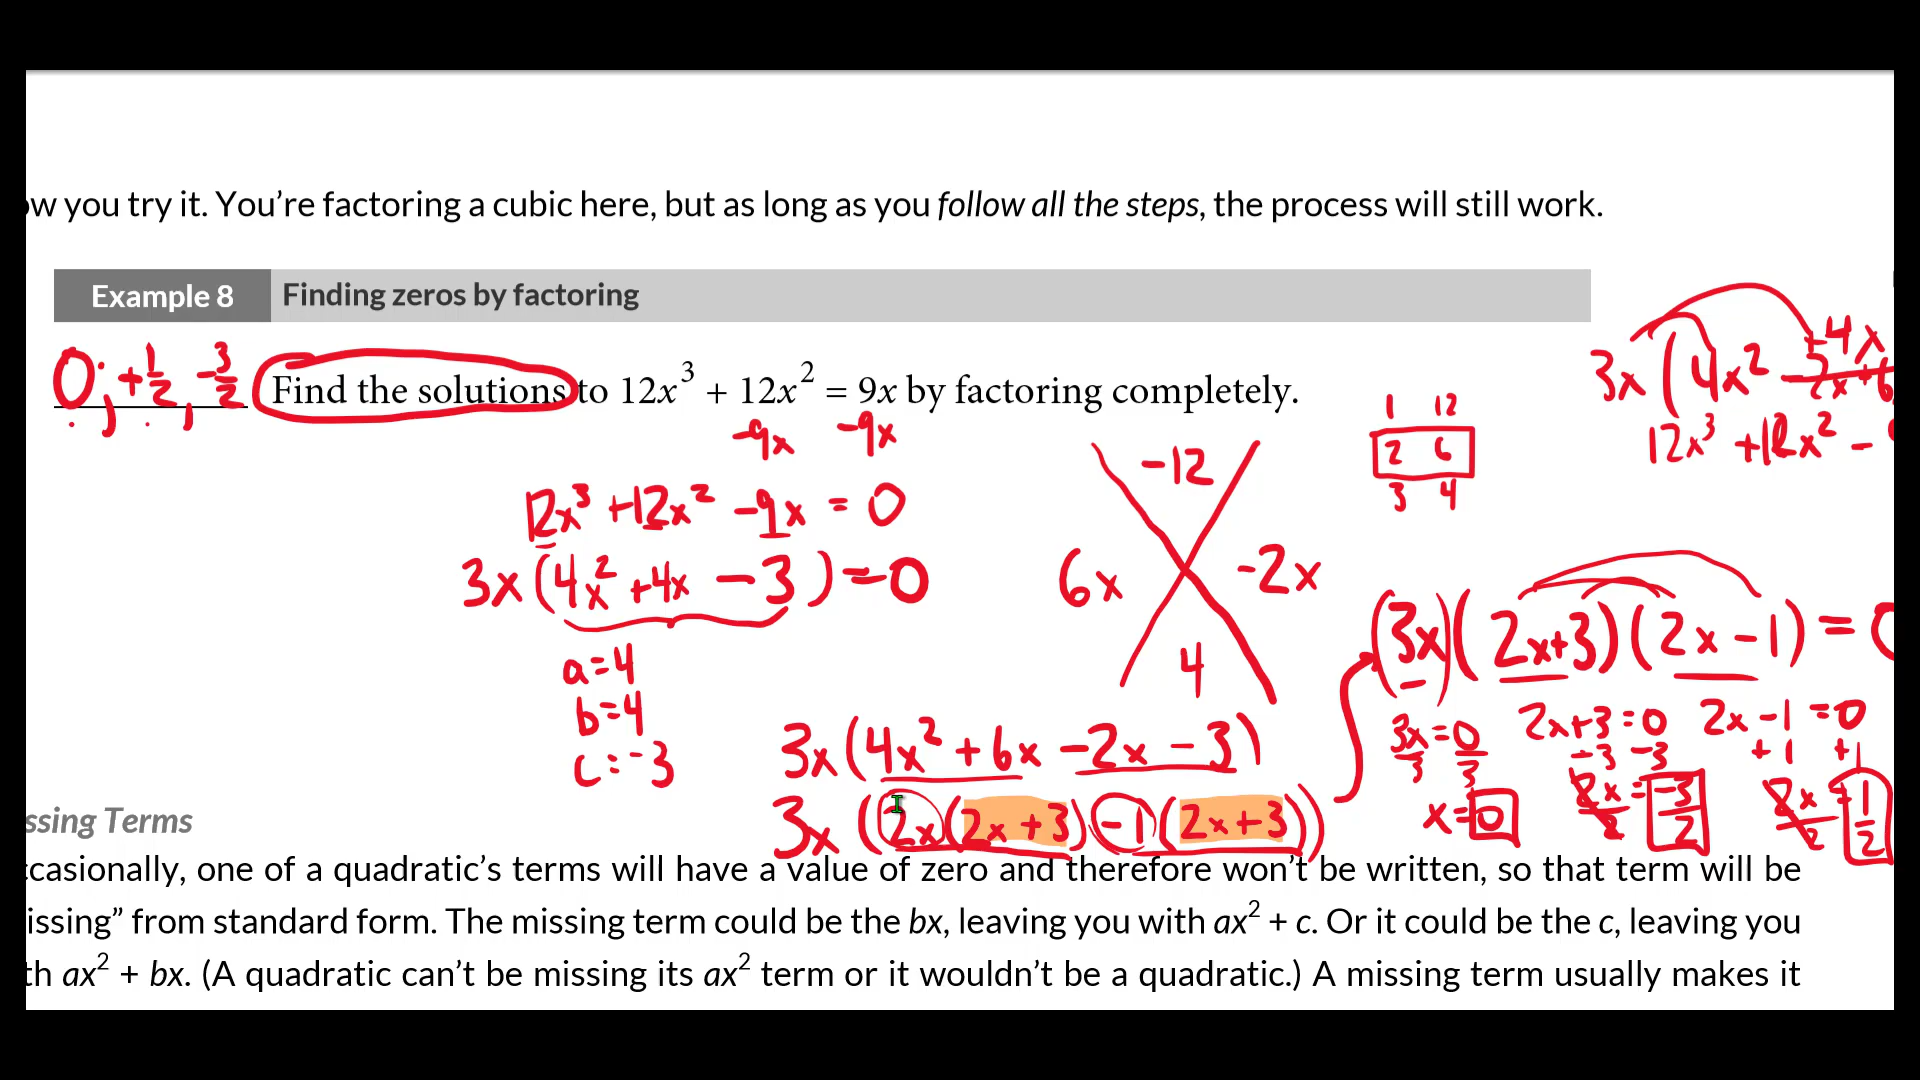 ow you try it. You're factoring a cubic here, but as long as you follow all the steps, the process will still work.
Example 8 Finding zeros by factoring
0, +1/2, -3/2 Find the solutions to 12x³ + 12x² = 9x by factoring completely.
-9x -9x
12x³ +12x² -9x = 0
3x(4x² +4x -3)=0
a=4
b=4
c=-3
-12
6x -2x
4
1 12
2 6
3 4
3x(4x²
12x³ +12x² -
3x(4x² +6x -2x -3)
3x(2x(2x+3) -1(2x+3))
(3x)(2x+3)(2x-1)=0
3x=0 2x+3=0 2x-1=0
3 3 -3 -3 +1 +1
x=0 2x=-3 2x=1
2 2 2 2
ssing Terms
casionally, one of a quadratic's terms will have a value of zero and therefore won't be written, so that term will be
issing" from standard form. The missing term could be the bx, leaving you with ax² + c. Or it could be the c, leaving you
th ax² + bx. (A quadratic can't be missing its ax² term or it wouldn't be a quadratic.) A missing term usually makes it